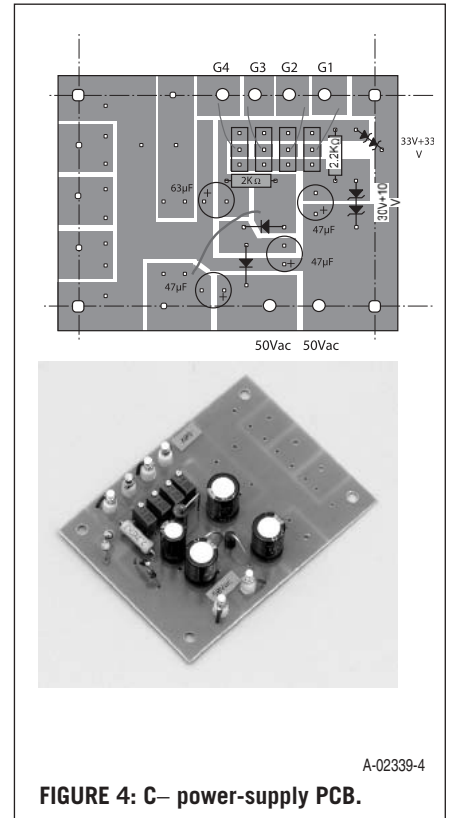 G4 G3 G2 G1
33V+33
V
2.2KΩ
2KΩ
30V+10
V
63µF
+
+
47µF
+
47µF
47µF
+
50Vac 50Vac
A-02339-4
FIGURE 4: C– power-supply PCB.